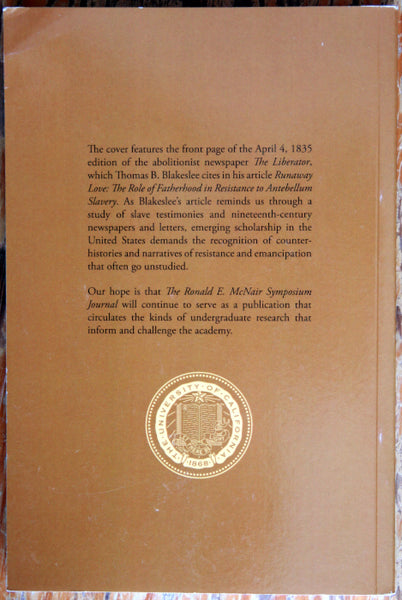 The cover features the front page of the April 4, 1835
edition of the abolitionist newspaper The Liberator,
which Thomas B. Blakeslee cites in his article Runaway
Love: The Role of Fatherhood in Resistance to Antebellum
Slavery. As Blakeslee's article reminds us through a
study of slave testimonies and nineteenth-century
newspapers and letters, emerging scholarship in the
United States demands the recognition of counter-
histories and narratives of resistance and emancipation
that often go unstudied.
Our hope is that The Ronald E. McNair Symposium
Journal will continue to serve as a publication that
circulates the kinds of undergraduate research that
inform and challenge the academy.
·THE·UNIVERSITY·OF·CALIFORNIA·
·1868·